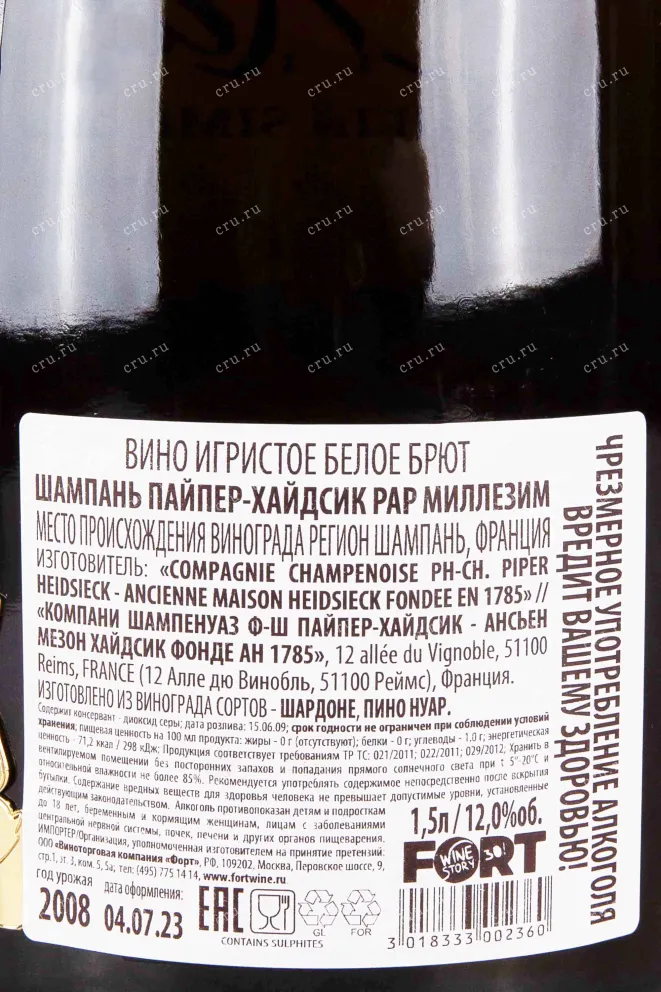 ВИНО ИГРИСТОЕ БЕЛОЕ БРЮТ
ШАМПАНЬ ПАЙПЕР-ХАЙДСИК РАР МИЛЛЕЗИМ
МЕСТО ПРОИСХОЖДЕНИЯ ВИНОГРАДА РЕГИОН ШАМПАНЬ, ФРАНЦИЯ
ИЗГОТОВИТЕЛЬ: «COMPAGNIE CHAMPENOISE PH-CH. PIPER
HEIDSIECK - ANCIENNE MAISON HEIDSIECK FONDEE EN 1785» //
«КОМПАНИ ШАМПЕНУАЗ Ф-Ш ПАЙПЕР-ХАЙДСИК - АНСЬЕН
МЕЗОН ХАЙДСИК ФОНДЕ АН 1785», 12 allée du Vignoble, 51100
Reims, FRANCE (12 Алле дю Винобль, 51100 Реймс), Франция.
ИЗГОТОВЛЕНО ИЗ ВИНОГРАДА СОРТОВ - ШАРДОНЕ, ПИНО НУАР.
Содержит консервант - диоксид серы; дата розлива: 15.06.09; срок годности не ограничен при соблюдении условий
хранения; пищевая ценность на 100 мл продукта: жиры - 0 г (отсутствуют); белки - 0 г; углеводы - 1,0 г; энергетическая
ценность - 71,2 ккал / 298 кДж; Продукция соответствует требованиям ТР ТС: 021/2011; 022/2011; 029/2012; Хранить в
вентилируемом помещении без посторонних запахов и попадания прямого солнечного света при t 5°-20°С и
относительной влажности не более 85%. Рекомендуется употреблять содержимое непосредственно после вскрытия
бутылки. Содержание вредных веществ для здоровья человека не превышает допустимые уровни, установленные
действующим законодательством. Алкоголь противопоказан детям и подросткам
до 18 лет, беременным и кормящим женщинам, лицам с заболеваниями
центральной нервной системы, почек, печени и других органов пищеварения.
ИМПОРТЕР/Организация, уполномоченная изготовителем на принятие претензий:
ООО «Виноторговая компания «Форт», РФ, 109202, Москва, Перовское шоссе, 9,
стр.1, эт. 3, ком. 5, 5а; тел: (495) 775 14 14, www.fortwine.ru
год урожая
2008
дата оформления:
04.07.23
EAC
CONTAINS SULPHITES
GL
FOR
1,5л / 12,0%об.
FORT
WINE STORY
30!
3 018333 002360
ЧРЕЗМЕРНОЕ УПОТРЕБЛЕНИЕ АЛКОГОЛЯ
ВРЕДИТ ВАШЕМУ ЗДОРОВЬЮ!
cru.ru